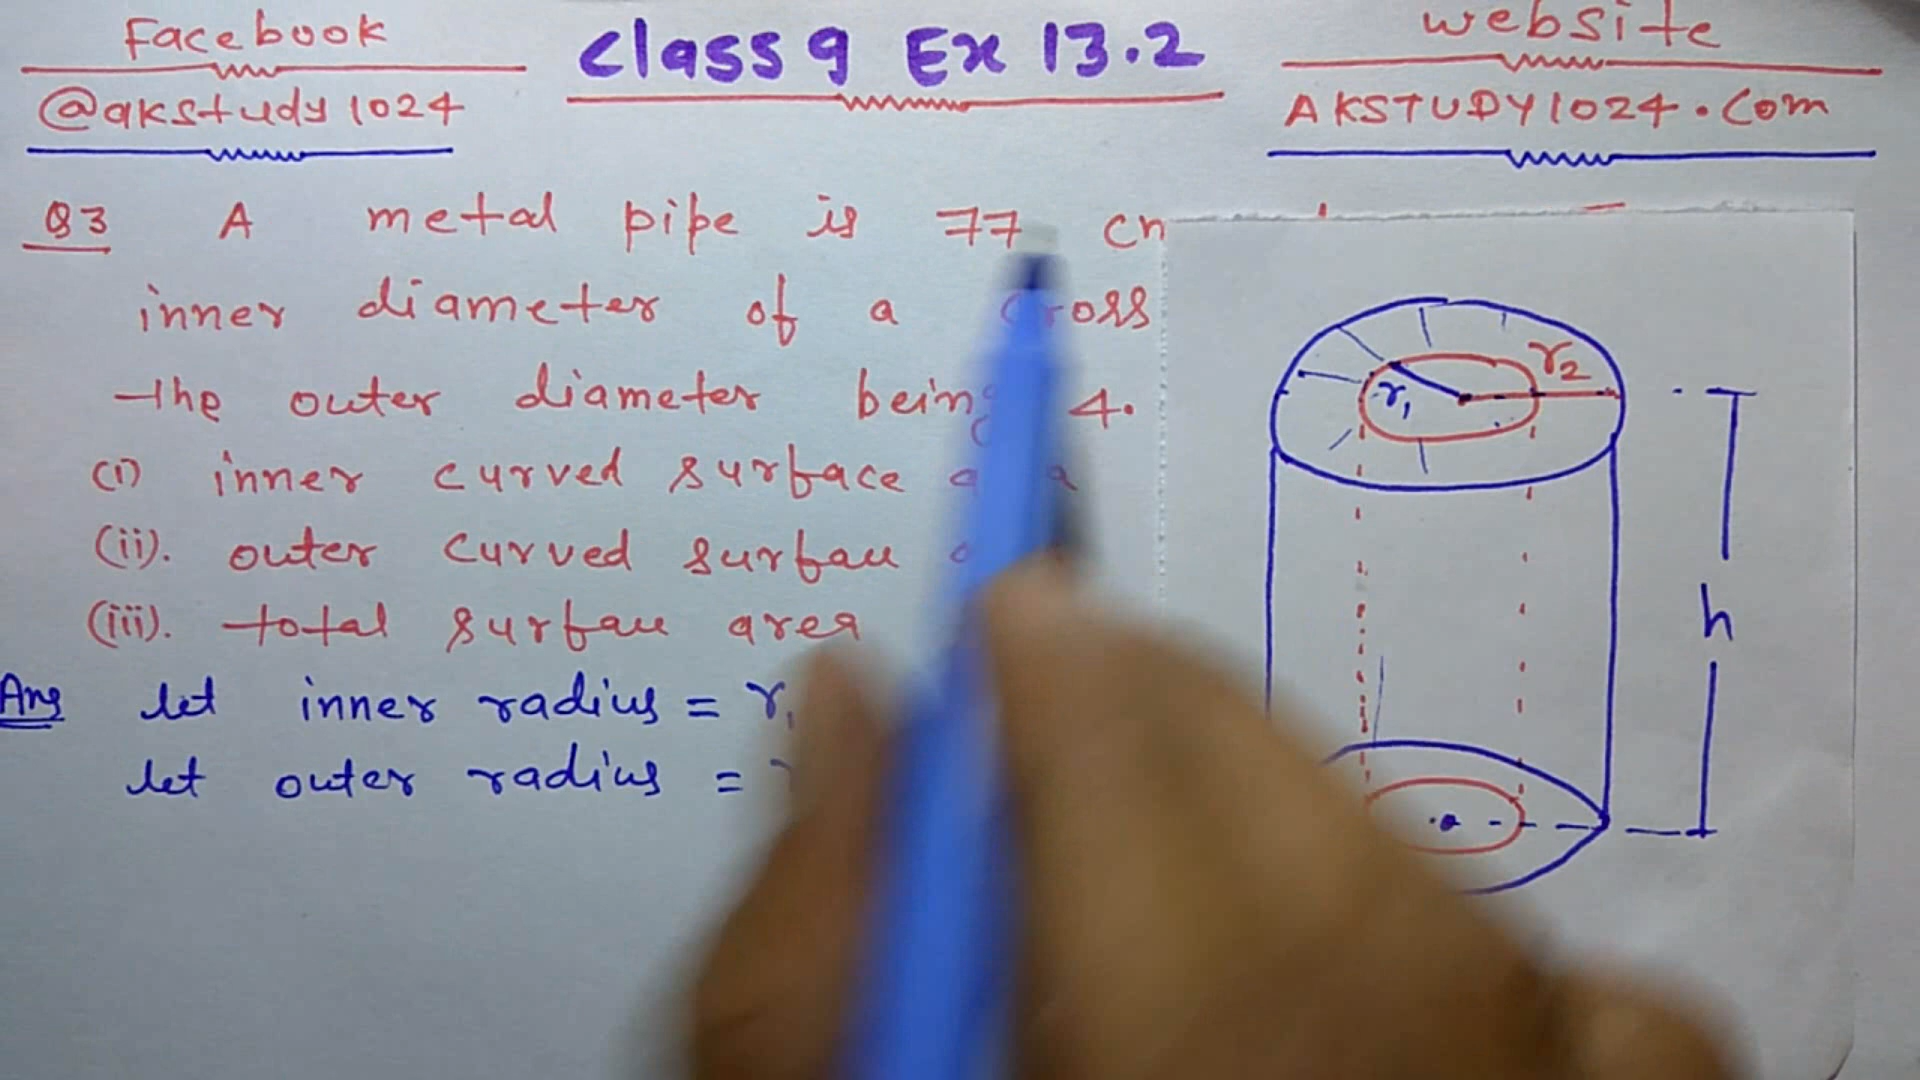 Facebook
@akstudy1024
Class 9 Ex 13.2
website
AKSTUDY1024.Com
Q3 A metal pipe is 77
inner diameter of a cross
the outer diameter being 4.
(i) inner curved surface
(ii). outer curved surface
(iii). total surface area
Ans let inner radius = r₁
let outer radius =
r₁
r₂
h